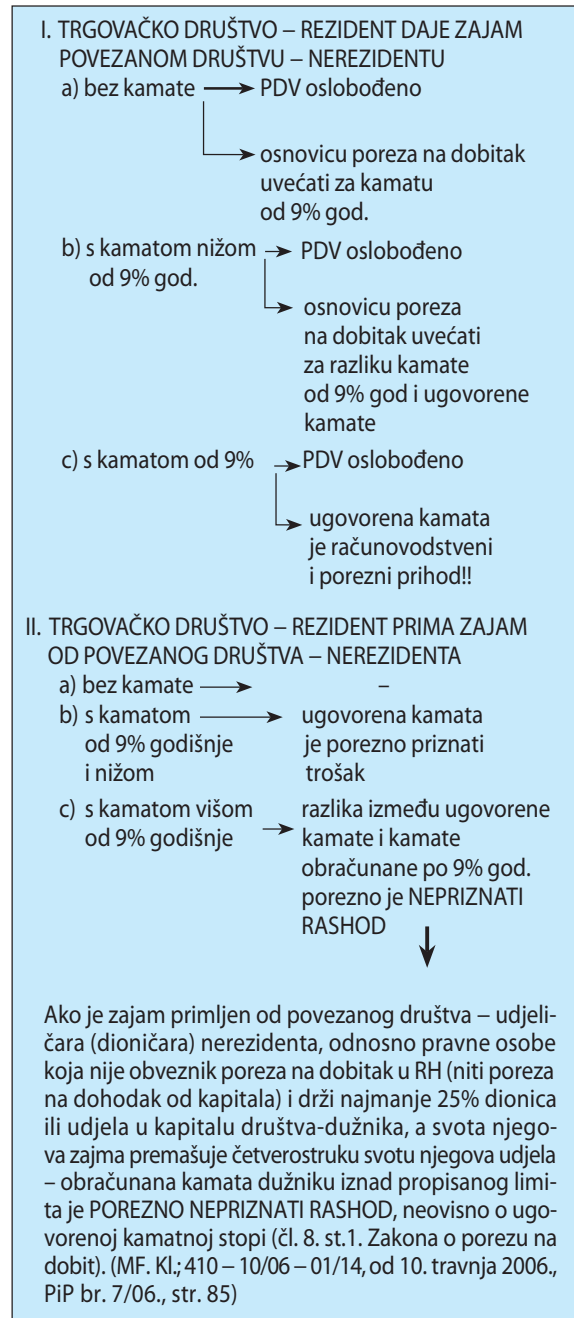 I. TRGOVAČKO DRUŠTVO – REZIDENT DAJE ZAJAM
POVEZANOM DRUŠTVU – NEREZIDENTU
a) bez kamate → PDV oslobođeno
osnovicu poreza na dobitak
uvećati za kamatu
od 9% god.
b) s kamatom nižom → PDV oslobođeno
od 9% god.
osnovicu poreza
na dobitak uvećati
za razliku kamate
od 9% god i ugovorene
kamate
c) s kamatom od 9% → PDV oslobođeno
ugovorena kamata
je računovodstveni
i porezni prihod!!
II. TRGOVAČKO DRUŠTVO – REZIDENT PRIMA ZAJAM
OD POVEZANOG DRUŠTVA – NEREZIDENTA
a) bez kamate → –
b) s kamatom → ugovorena kamata
od 9% godišnje je porezno priznati
i nižom trošak
c) s kamatom višom → razlika između ugovorene
od 9% godišnje kamate i kamate
obračunane po 9% god.
porezno je NEPRIZNATI
RASHOD
Ako je zajam primljen od povezanog društva – udjeli-
čara (dioničara) nerezidenta, odnosno pravne osobe
koja nije obveznik poreza na dobitak u RH (niti poreza
na dohodak od kapitala) i drži najmanje 25% dionica
ili udjela u kapitalu društva-dužnika, a svota njego-
va zajma premašuje četverostruku svotu njegova udjela
– obračunana kamata dužniku iznad propisanog limi-
ta je POREZNO NEPRIZNATI RASHOD, neovisno o ugo-
vorenoj kamatnoj stopi (čl. 8. st.1. Zakona o porezu na
dobit). (MF. Kl.; 410 – 10/06 – 01/14, od 10. travnja 2006.,
PiP br. 7/06., str. 85)